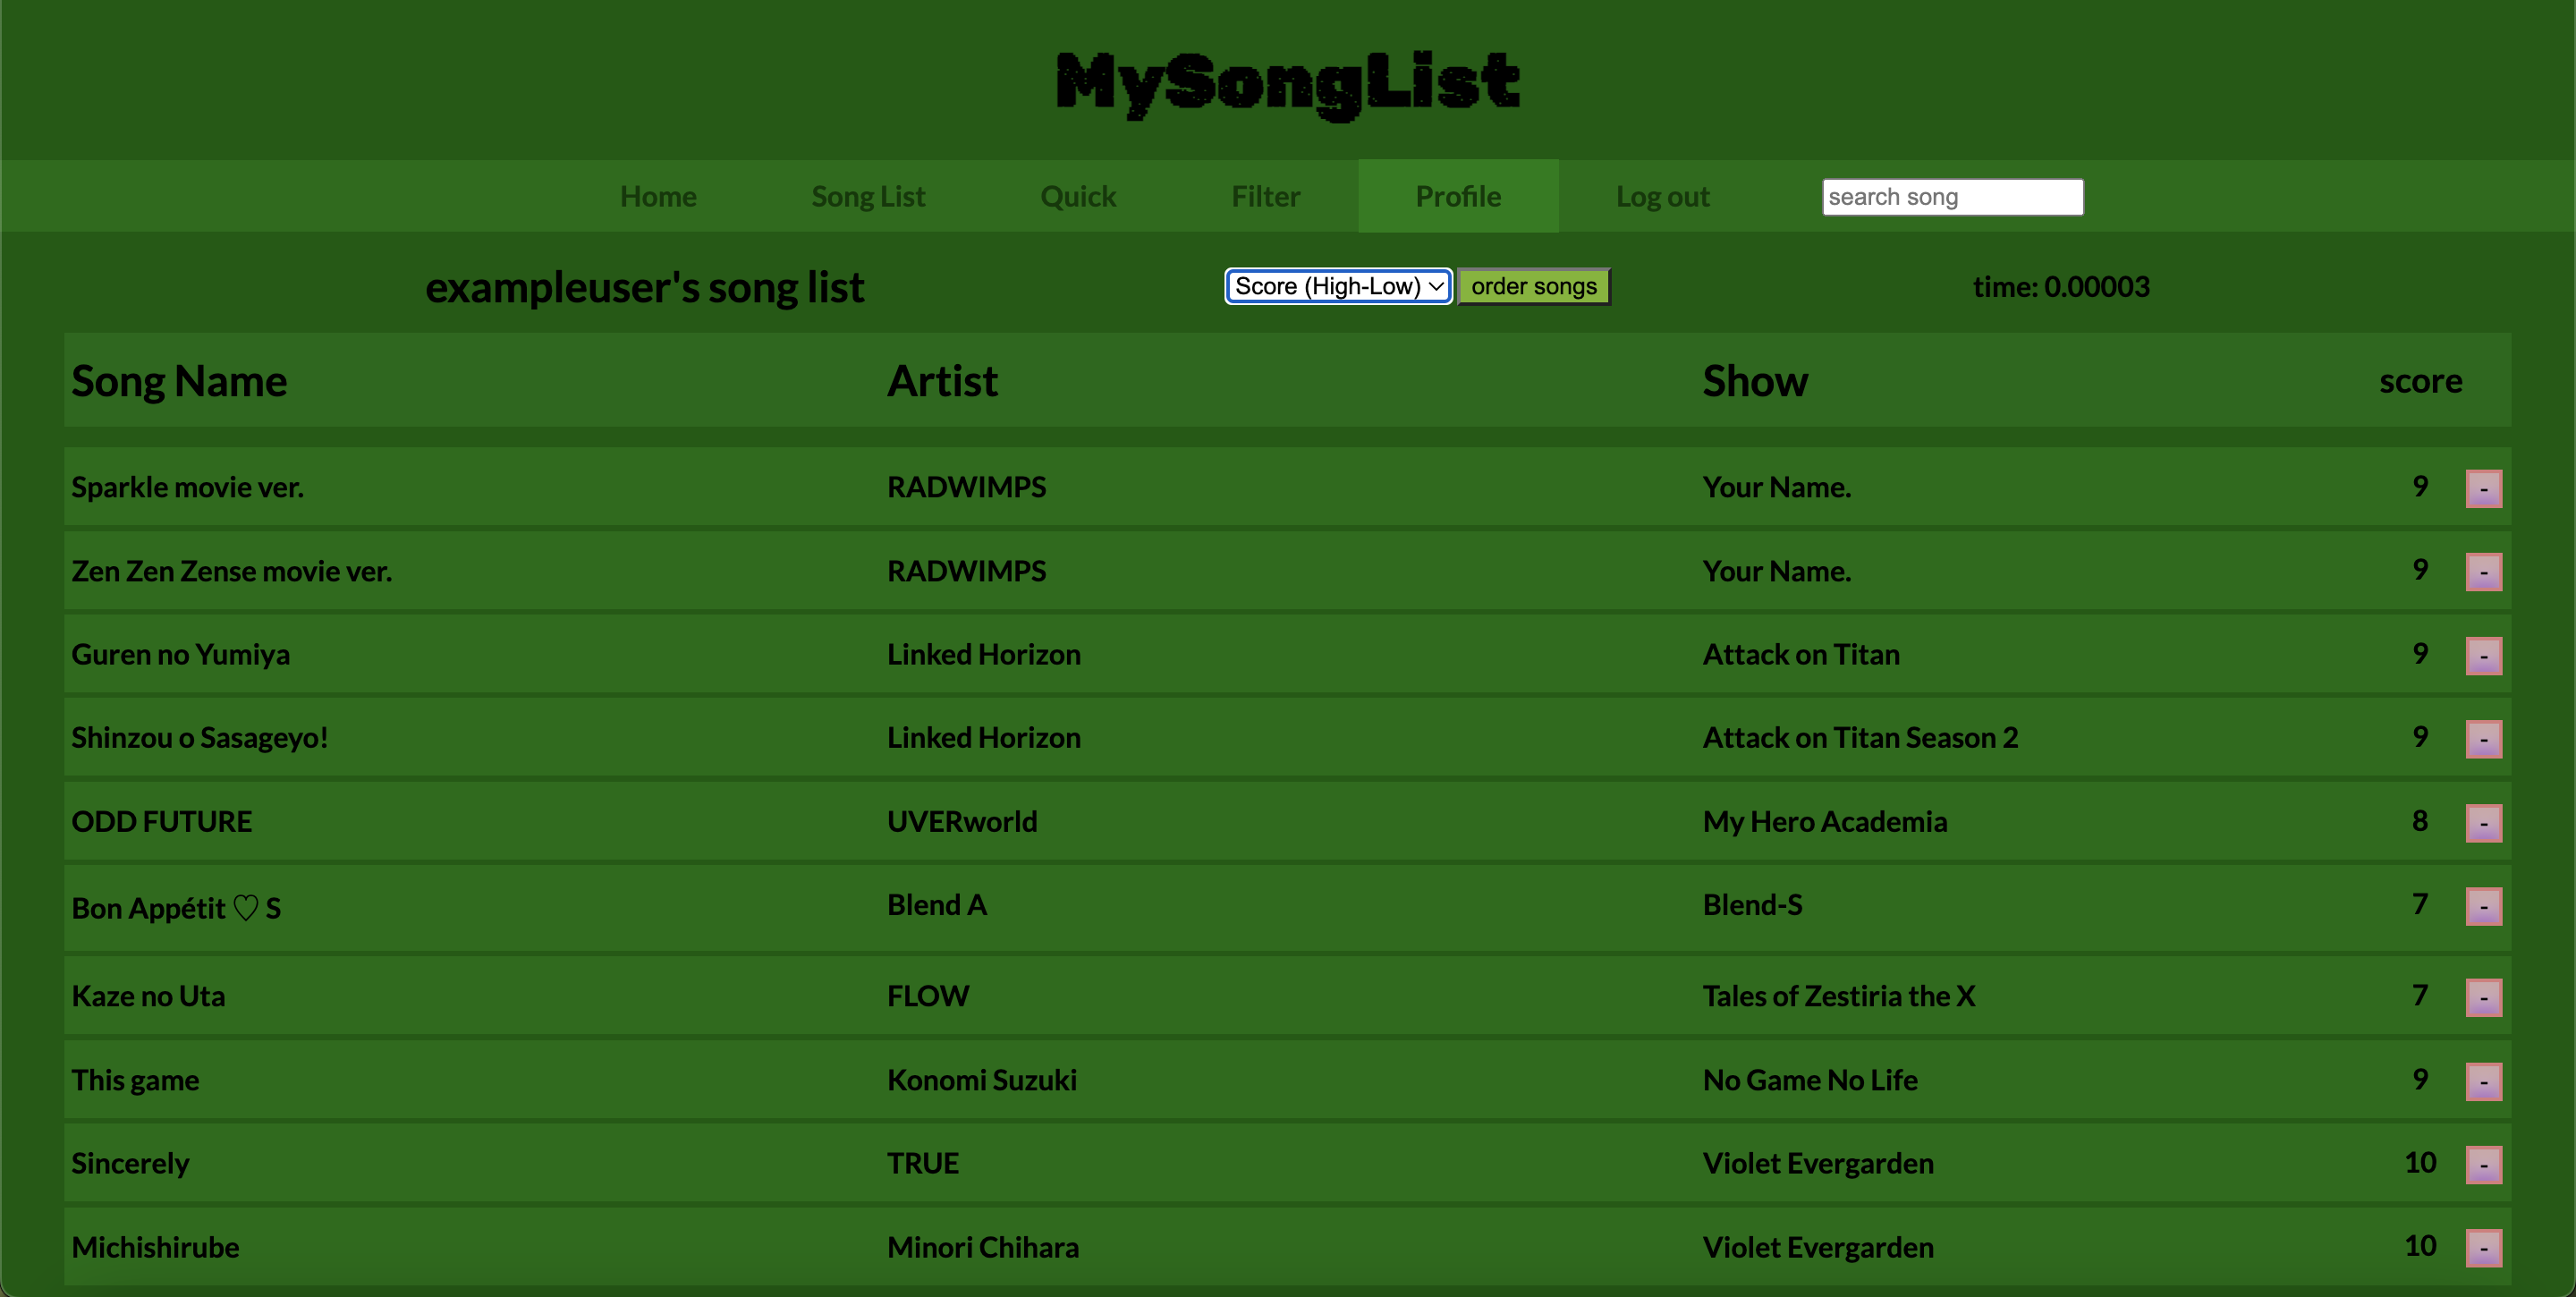 MySongList
Home Song List Quick Filter Profile Log out search song
exampleuser's song list Score (High-Low) order songs time: 0.00003
Song Name Artist Show score
Sparkle movie ver. RADWIMPS Your Name. 9 -
Zen Zen Zense movie ver. RADWIMPS Your Name. 9 -
Guren no Yumiya Linked Horizon Attack on Titan 9 -
Shinzou o Sasageyo! Linked Horizon Attack on Titan Season 2 9 -
ODD FUTURE UVERworld My Hero Academia 8 -
Bon Appétit ♡ S Blend A Blend-S 7 -
Kaze no Uta FLOW Tales of Zestiria the X 7 -
This game Konomi Suzuki No Game No Life 9 -
Sincerely TRUE Violet Evergarden 10 -
Michishirube Minori Chihara Violet Evergarden 10 -